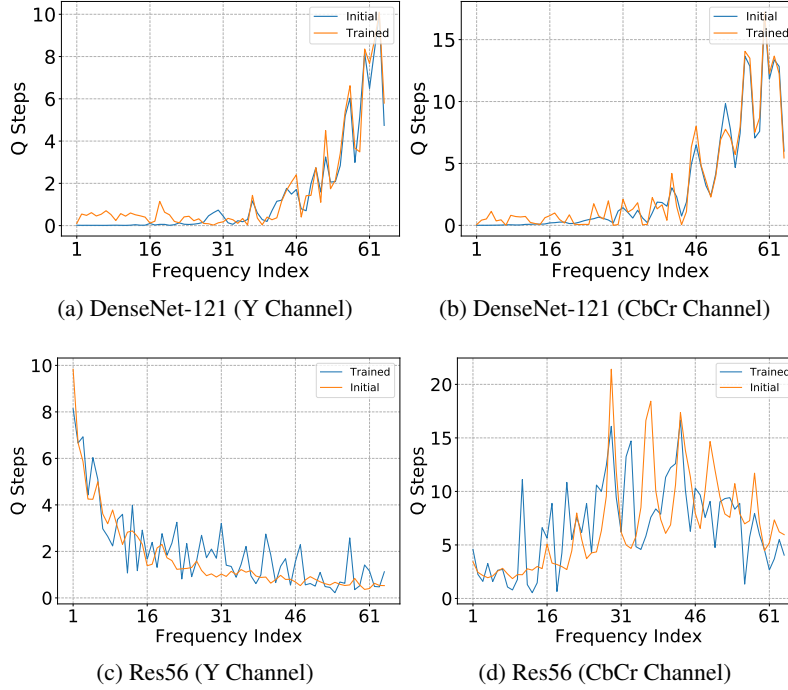 10
8
6
4
2
0
Q Steps
Initial
Trained
1 16 31 46 61
Frequency Index
(a) DenseNet-121 (Y Channel)
15
10
5
0
Q Steps
Initial
Trained
1 16 31 46 61
Frequency Index
(b) DenseNet-121 (CbCr Channel)
10
8
6
4
2
0
Q Steps
Trained
Initial
1 16 31 46 61
Frequency Index
(c) Res56 (Y Channel)
20
15
10
5
0
Q Steps
Trained
Initial
1 16 31 46 61
Frequency Index
(d) Res56 (CbCr Channel)